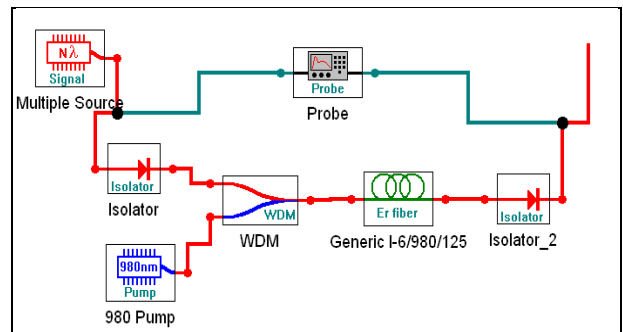 Nλ
Signal
Multiple Source
Probe
Probe
Isolator
Isolator
WDM
WDM
Er fiber
Generic I-6/980/125
Isolator
Isolator_2
980nm
Pump
980 Pump